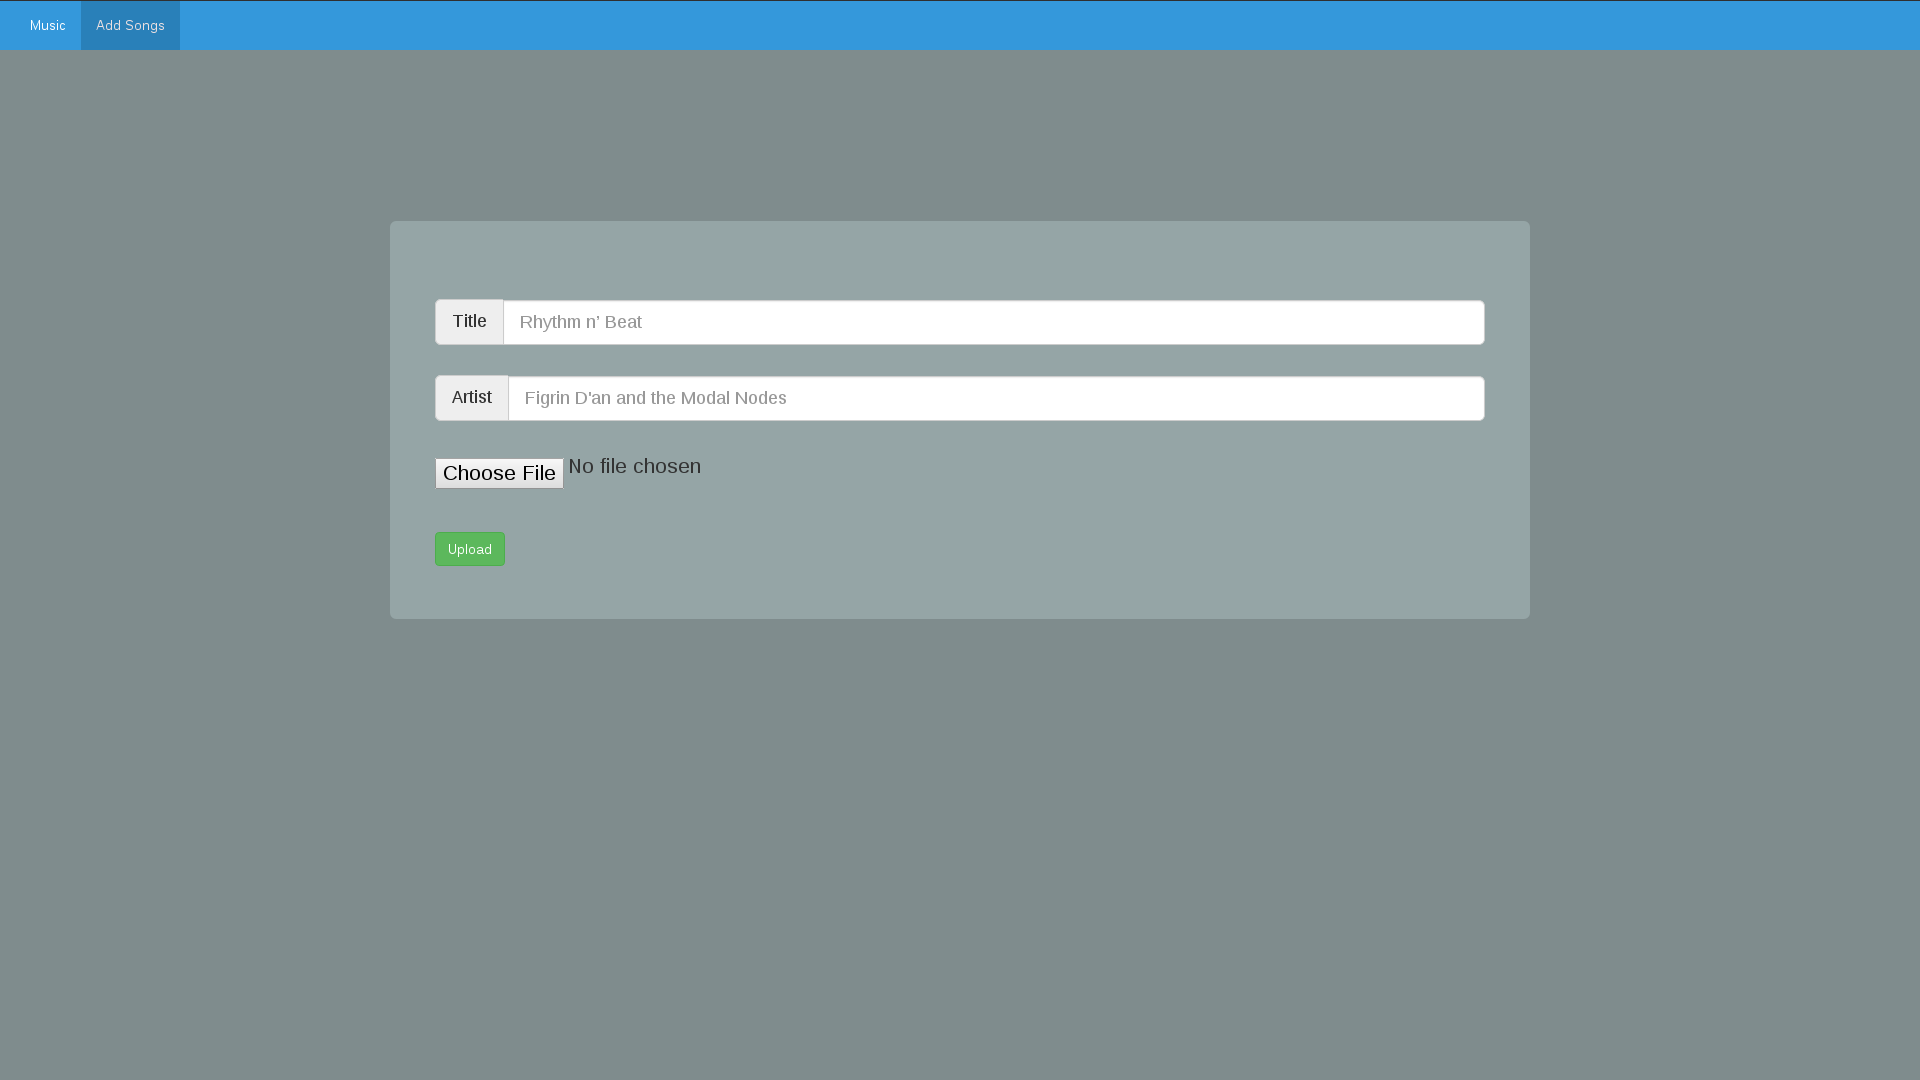 Music Add Songs
Title Rhythm n' Beat
Artist Figrin D'an and the Modal Nodes
Choose File No file chosen
Upload